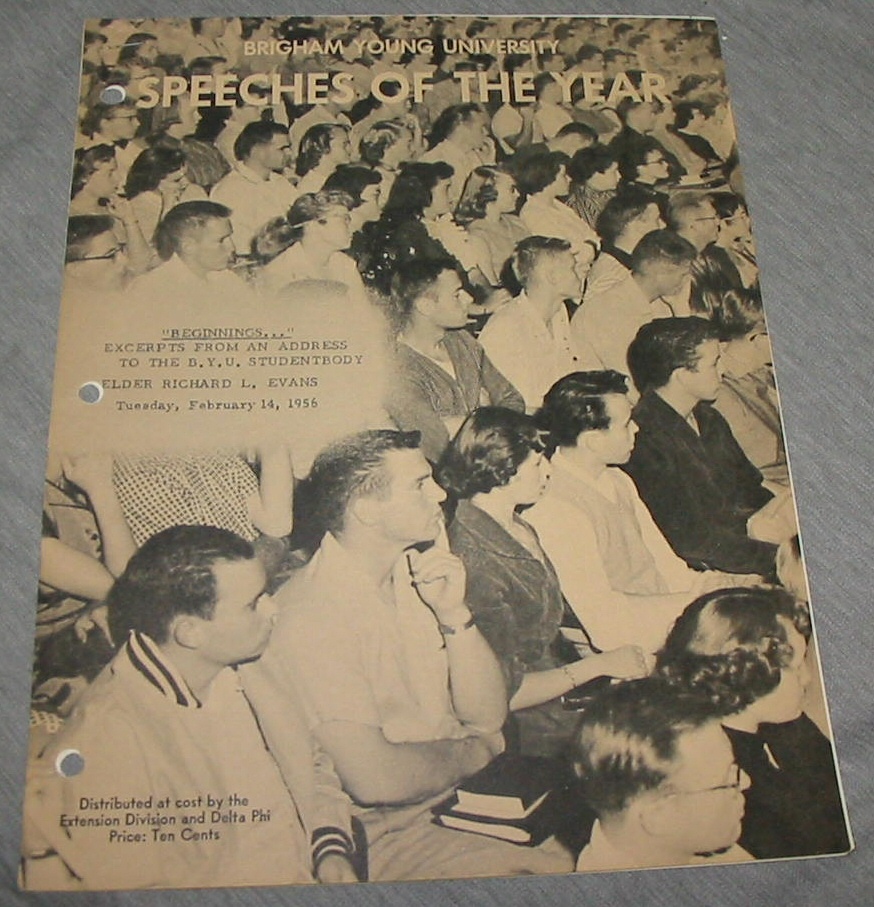 BRIGHAM YOUNG UNIVERSITY
SPEECHES OF THE YEAR
"BEGINNINGS..."
EXCERPTS FROM AN ADDRESS
TO THE B.Y.U. STUDENTBODY
ELDER RICHARD L. EVANS
Tuesday, February 14, 1956
Distributed at cost by the
Extension Division and Delta Phi
Price: Ten Cents